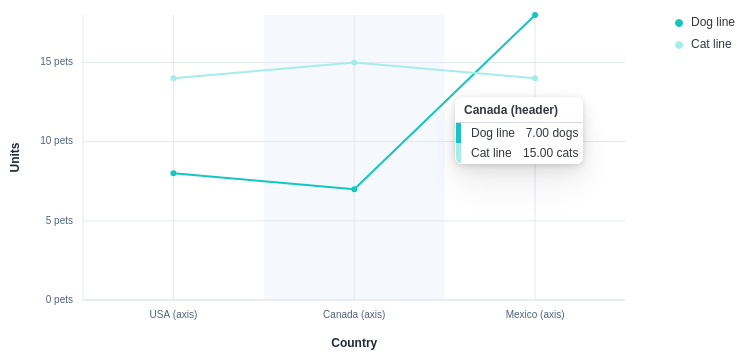 Dog line
Cat line
15 pets
10 pets
5 pets
0 pets
Units
Canada (header)
Dog line 7.00 dogs
Cat line 15.00 cats
USA (axis) Canada (axis) Mexico (axis)
Country